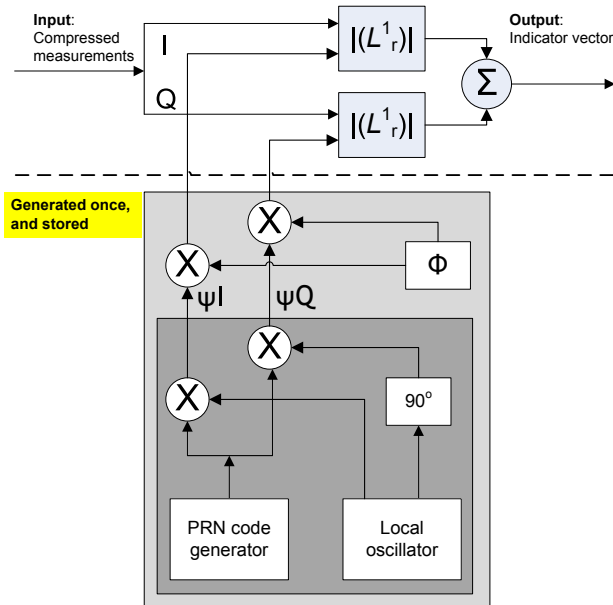 Input:
Compressed
measurements
I
Q
|(L¹ᵣ)|
|(L¹ᵣ)|
Σ
Output:
Indicator vector
Generated once,
and stored
X
X
Φ
ψI
ψQ
X
X
90°
PRN code
generator
Local
oscillator